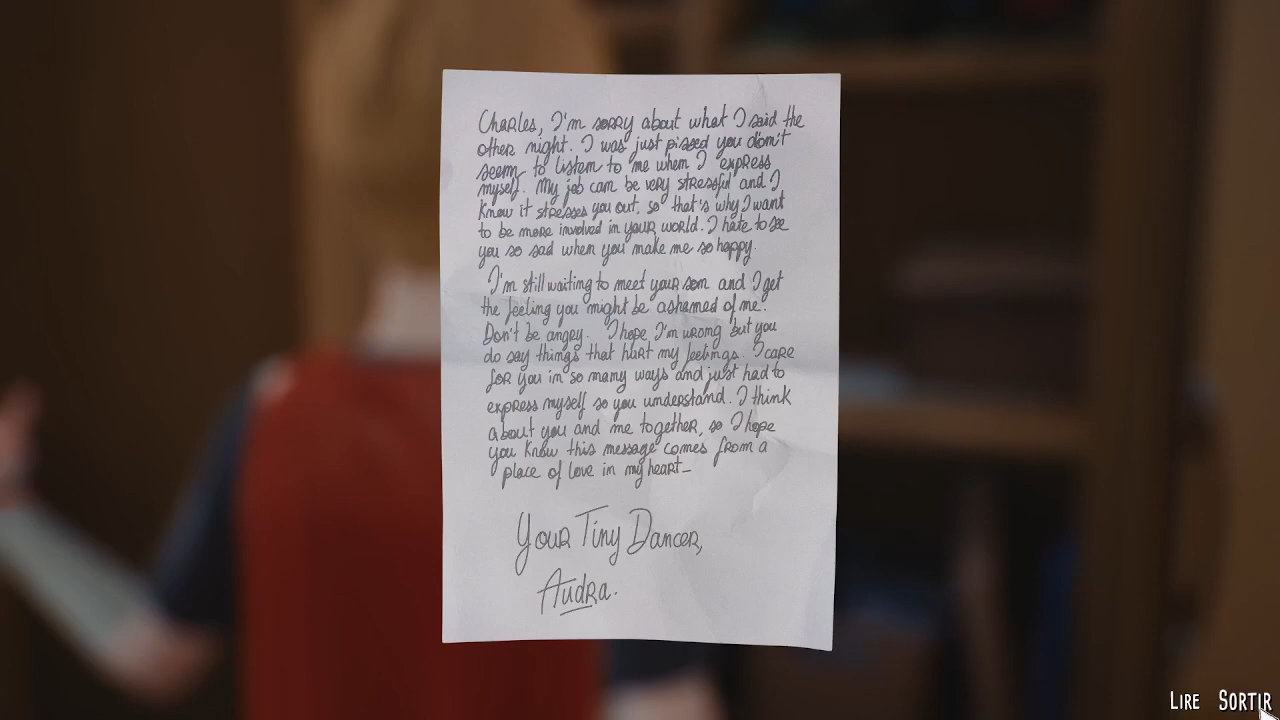 Charles, I'm sorry about what I said the
other night. I was just pissed you don't
seem to listen to me when I express
myself. My job can be very stressful and I
know it stresses you out, so that's why I want
to be more involved in your world. I hate to see
you so sad when you make me so happy.
I'm still waiting to meet your son and I get
the feeling you might be ashamed of me.
Don't be angry. I hope I'm wrong but you
do say things that hurt my feelings. I care
for you in so many ways and just had to
express myself so you understand. I think
about you and me together, so I hope
you know this message comes from a
place of love in my heart_
Your Tiny Dancer,
Audra.
LIRE SORTIR